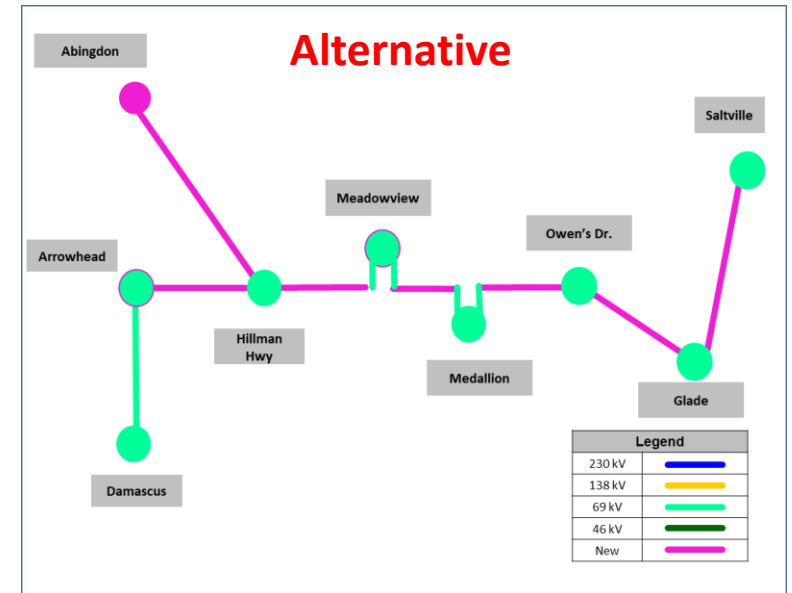 Alternative
Abingdon
Saltville
Meadowview
Owen's Dr.
Arrowhead
Hillman
Hwy
Medallion
Glade
Damascus
Legend
230 kV
138 kV
69 kV
46 kV
New